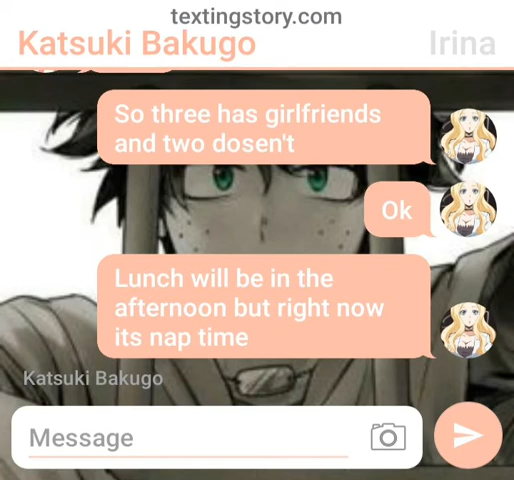 textingstory.com
Katsuki Bakugo
Irina
So three has girlfriends
and two dosen't
Ok
Lunch will be in the
afternoon but right now
its nap time
Katsuki Bakugo
Message